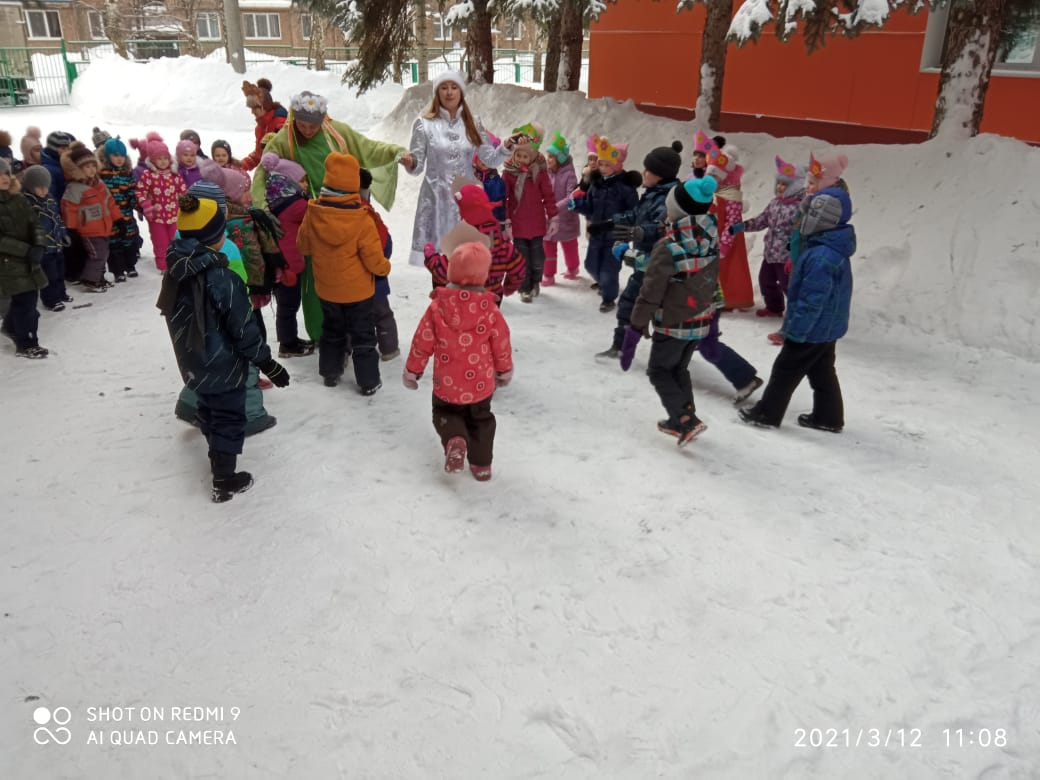 SHOT ON REDMI 9
AI QUAD CAMERA
2021/3/12 11:08